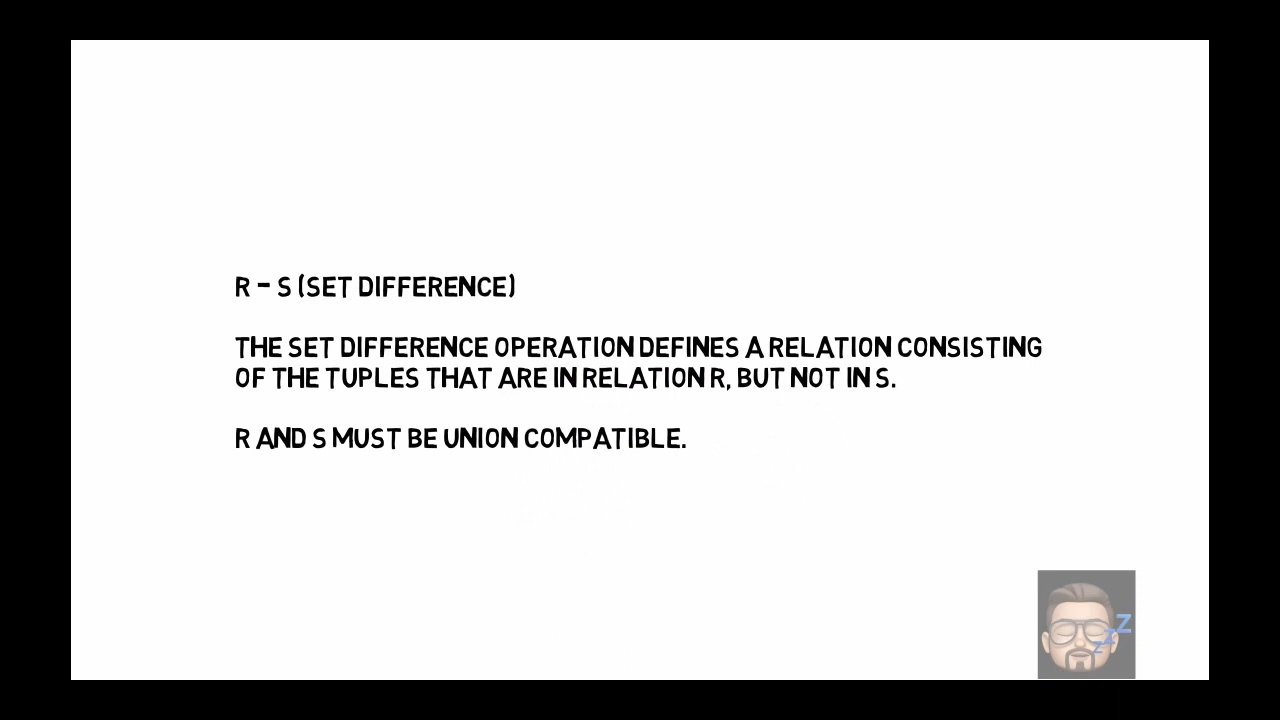 R – S (SET DIFFERENCE)
THE SET DIFFERENCE OPERATION DEFINES A RELATION CONSISTING
OF THE TUPLES THAT ARE IN RELATION R, BUT NOT IN S.
R AND S MUST BE UNION COMPATIBLE.
Z
Z
Z